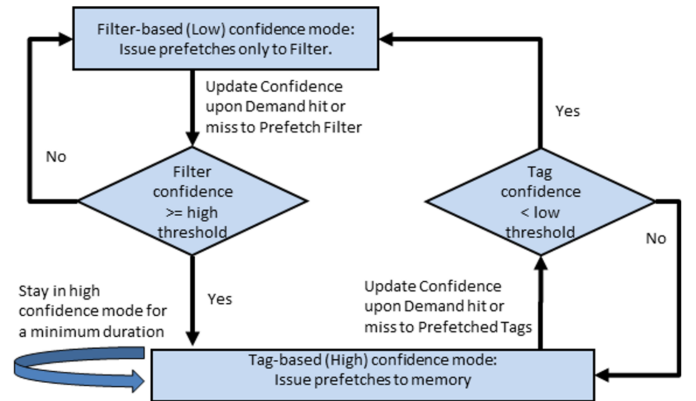 Filter-based (Low) confidence mode:
Issue prefetches only to Filter.
Update Confidence
upon Demand hit or
miss to Prefetch Filter
No
Filter
confidence
>= high
threshold
Yes
Yes
Tag
confidence
< low
threshold
No
Update Confidence
upon Demand hit or
miss to Prefetched Tags
Stay in high
confidence mode for
a minimum duration
Tag-based (High) confidence mode:
Issue prefetches to memory